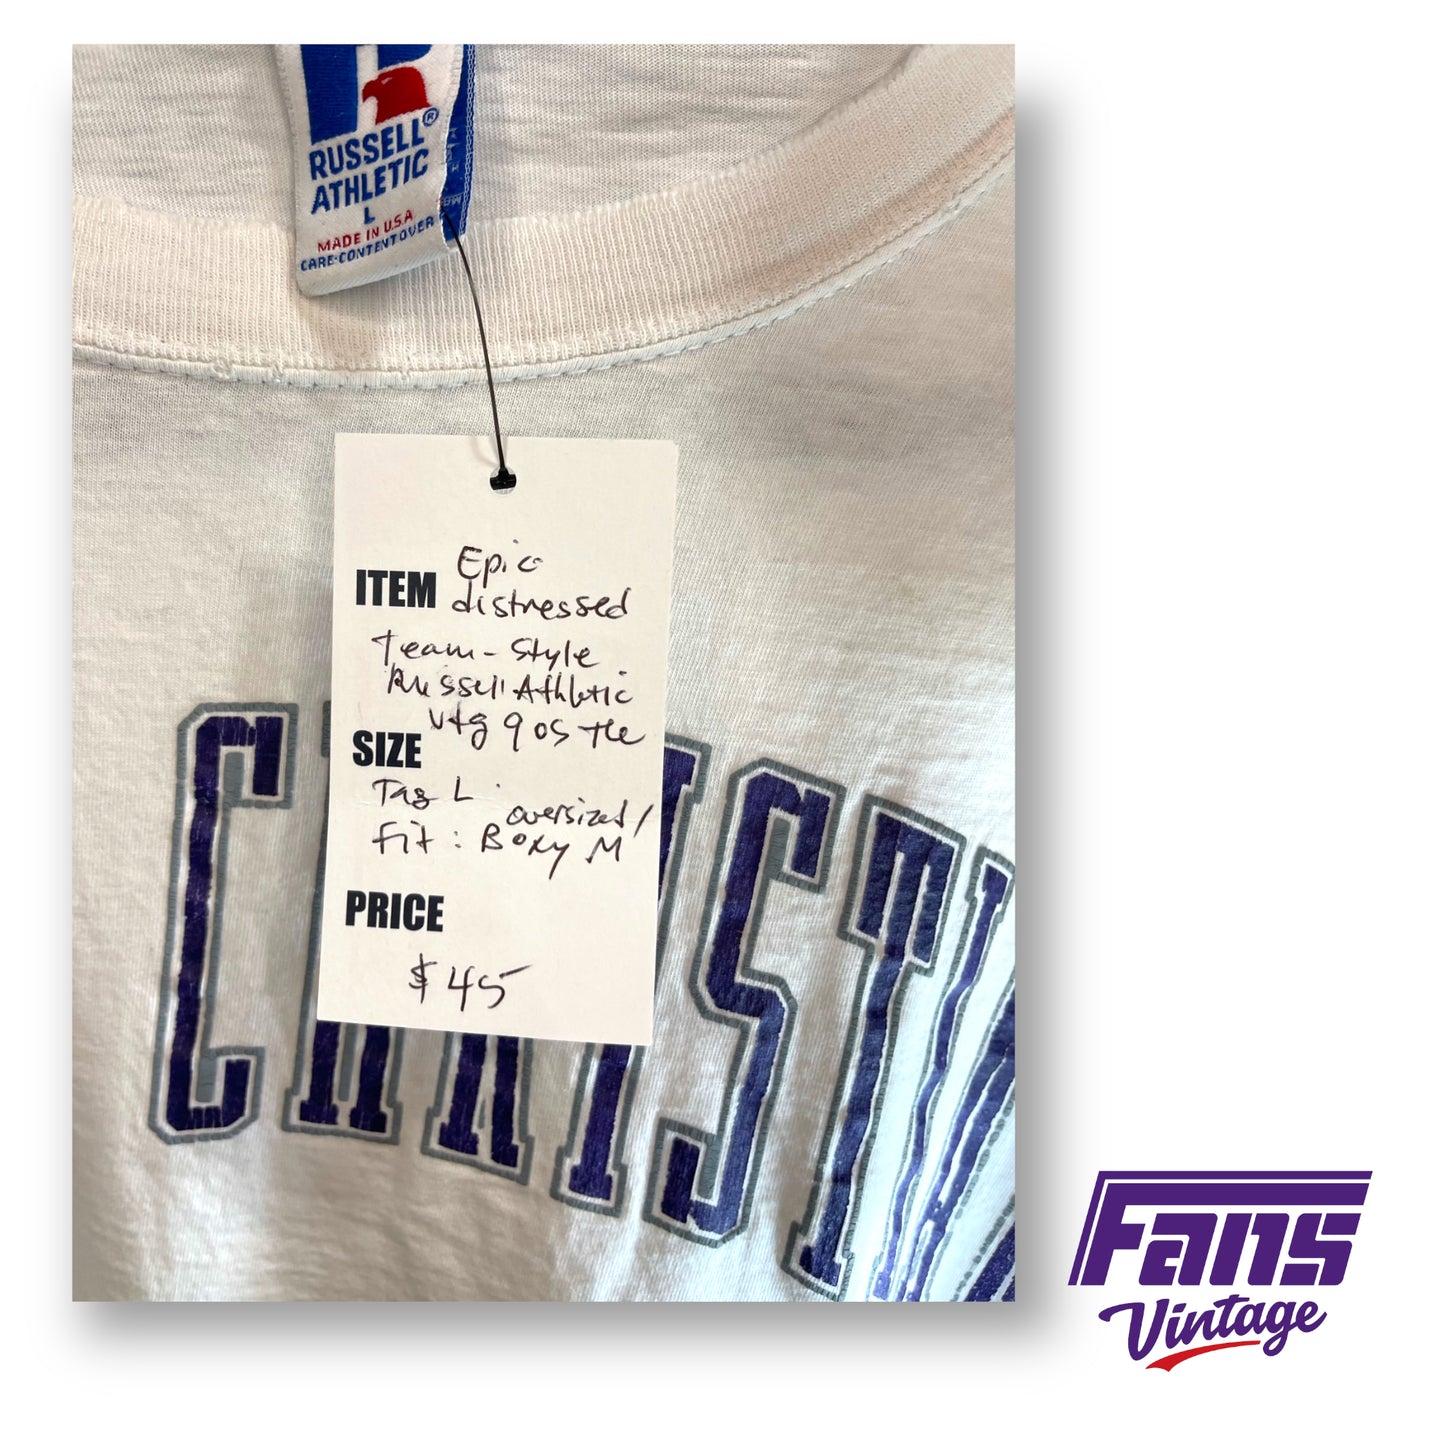 RUSSELL®
ATHLETIC
L
MADE IN U.S.A
CARE·CONTENT OVER
ITEM Epic
distressed
Team-Style
Russell Athletic
Vtg 90s tee
SIZE
Tag L
Fit: oversized/
Boxy M
PRICE
$45
Fans
Vintage